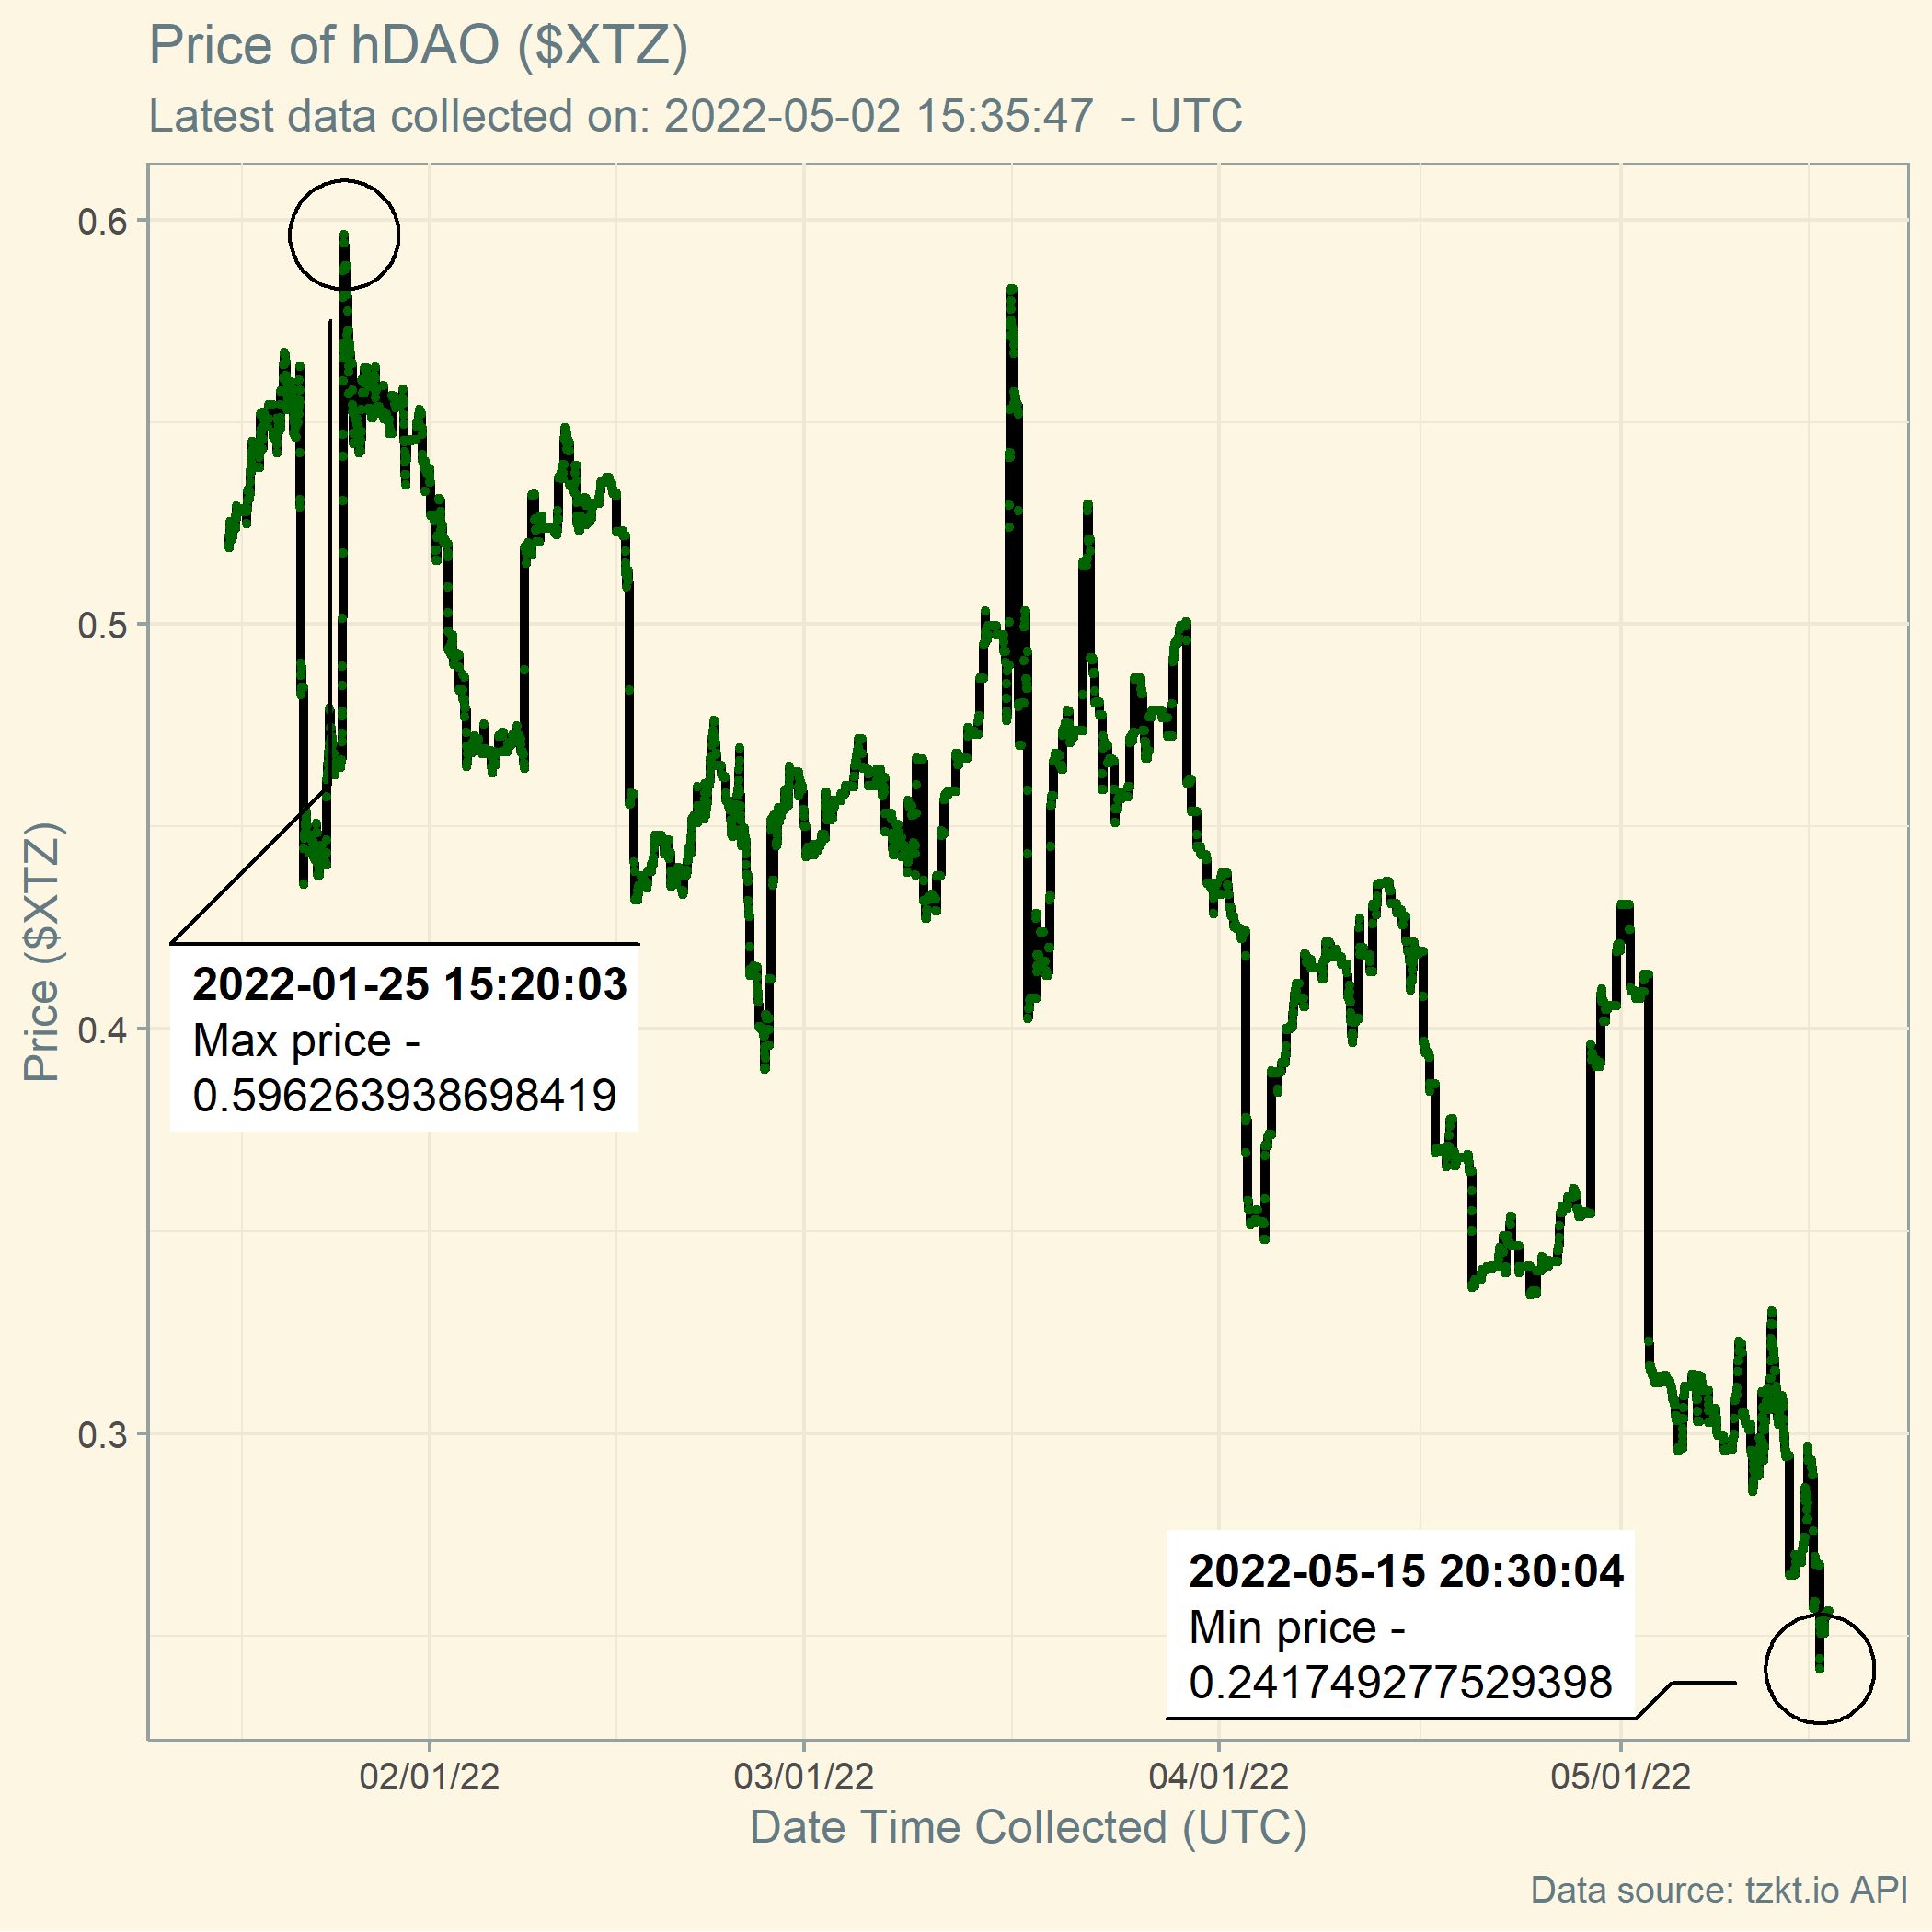 Price of hDAO ($XTZ)
Latest data collected on: 2022-05-02 15:35:47  - UTC
0.6
0.5
0.4
0.3
Price ($XTZ)
2022-01-25 15:20:03
Max price -
0.596263938698419
2022-05-15 20:30:04
Min price -
0.241749277529398
02/01/22
03/01/22
04/01/22
05/01/22
Date Time Collected (UTC)
Data source: tzkt.io API